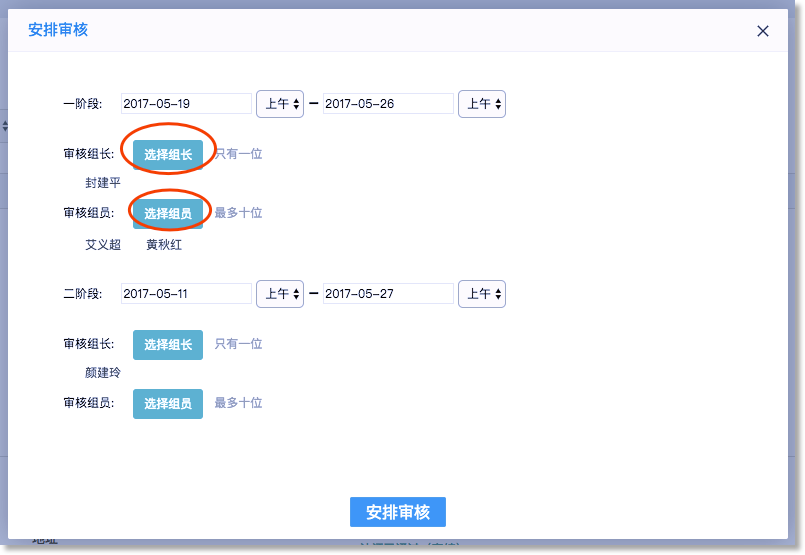 安排审核
一阶段: 2017-05-19 上午 - 2017-05-26 上午
审核组长: 选择组长 只有一位
封建平
审核组员: 选择组员 最多十位
艾义超 黄秋红
二阶段: 2017-05-11 上午 - 2017-05-27 上午
审核组长: 选择组长 只有一位
颜建玲
审核组员: 选择组员 最多十位
安排审核